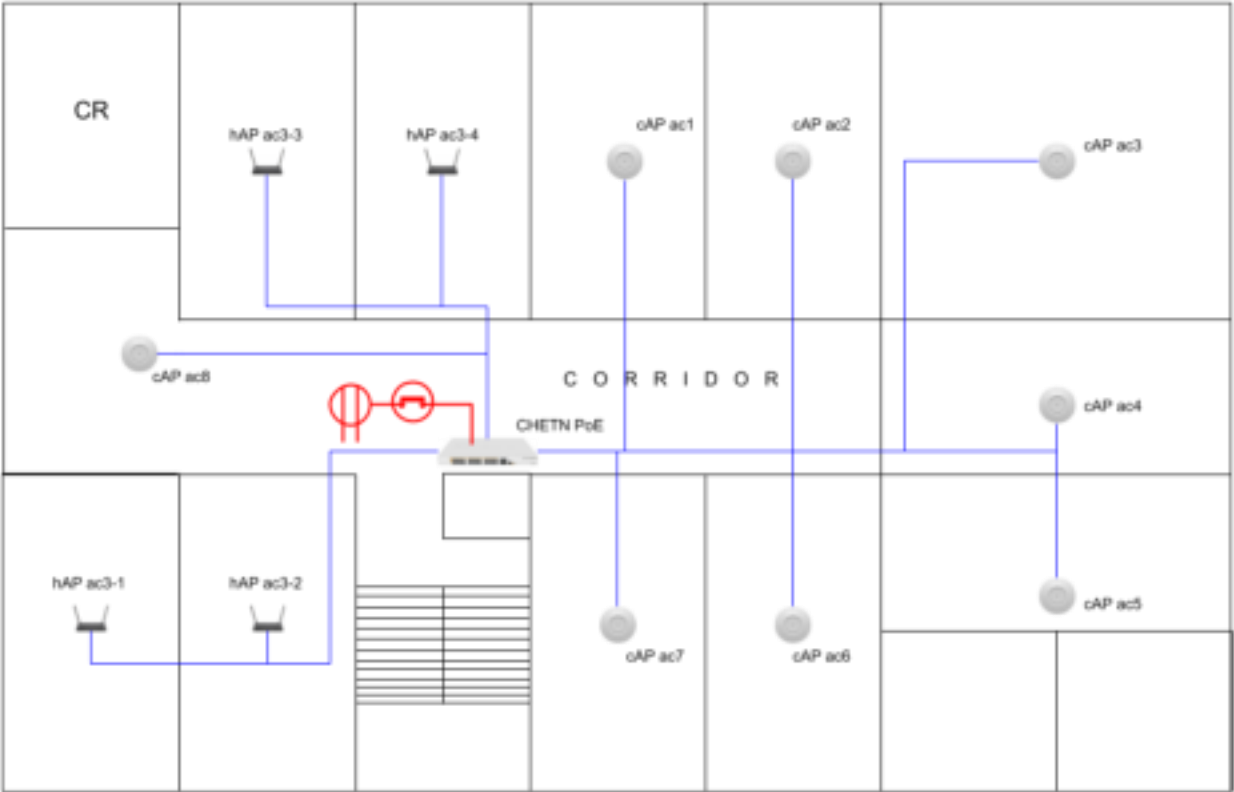 CR
hAP ac3-3
hAP ac3-4
cAP ac1
cAP ac2
cAP ac3
cAP ac8
C O R R I D O R
cAP ac4
CHETN PoE
hAP ac3-1
hAP ac3-2
cAP ac5
cAP ac7
cAP ac6